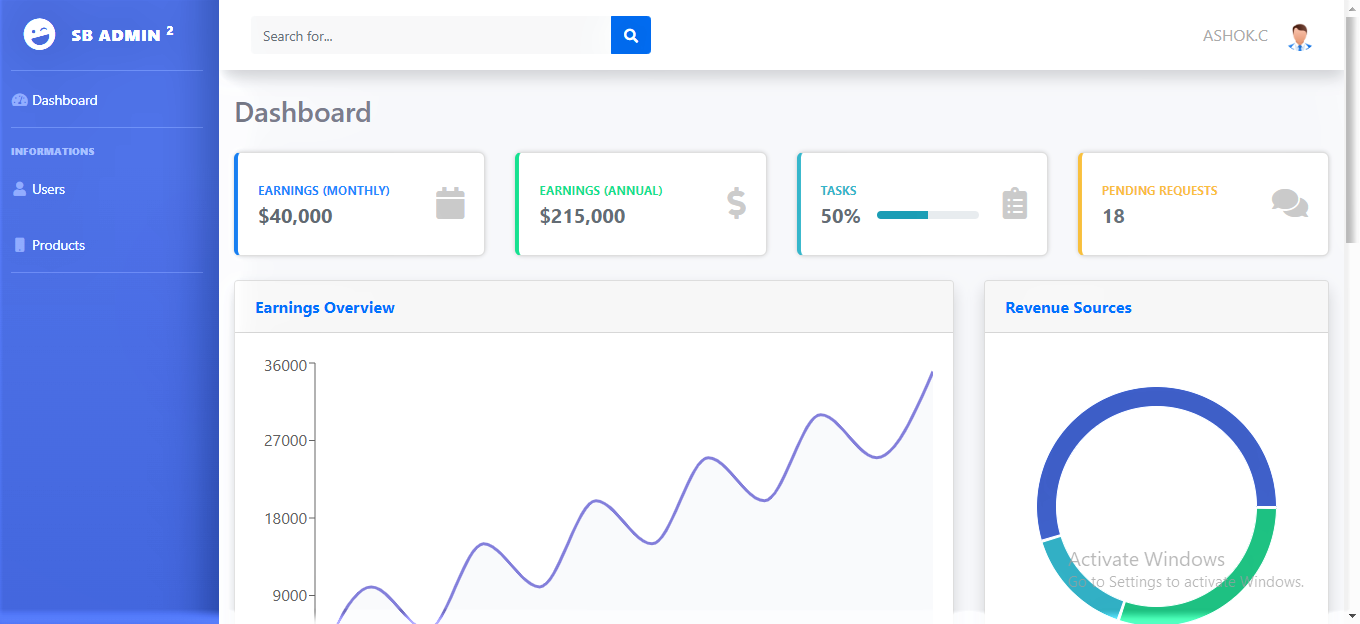 SB ADMIN 2
Search for...
ASHOK.C
Dashboard
INFORMATIONS
Users
Products
Dashboard
EARNINGS (MONTHLY)
$40,000
EARNINGS (ANNUAL)
$215,000
TASKS
50%
PENDING REQUESTS
18
Earnings Overview
36000
27000
18000
9000
Revenue Sources
Activate Windows
Go to Settings to activate Windows.